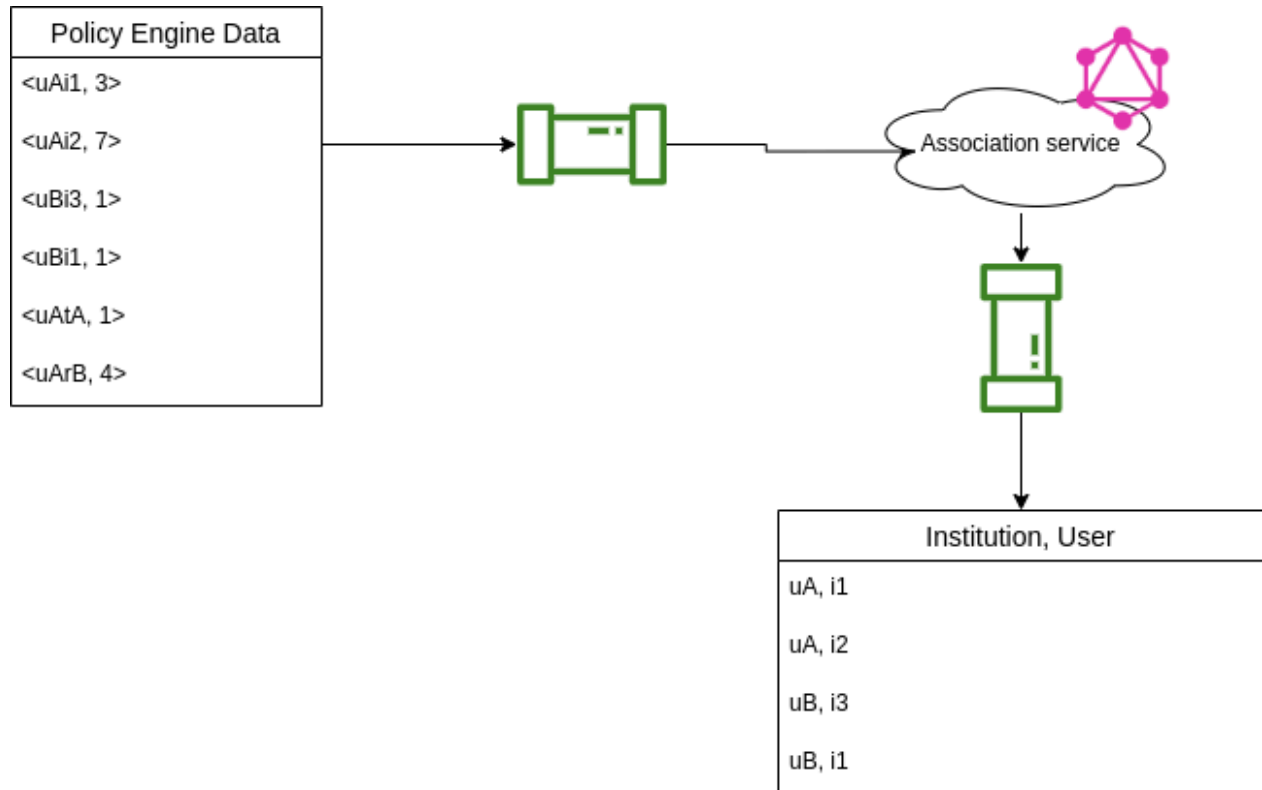 Policy Engine Data
<uAi1, 3>
<uAi2, 7>
<uBi3, 1>
<uBi1, 1>
<uAtA, 1>
<uArB, 4>
Association service
Institution, User
uA, i1
uA, i2
uB, i3
uB, i1